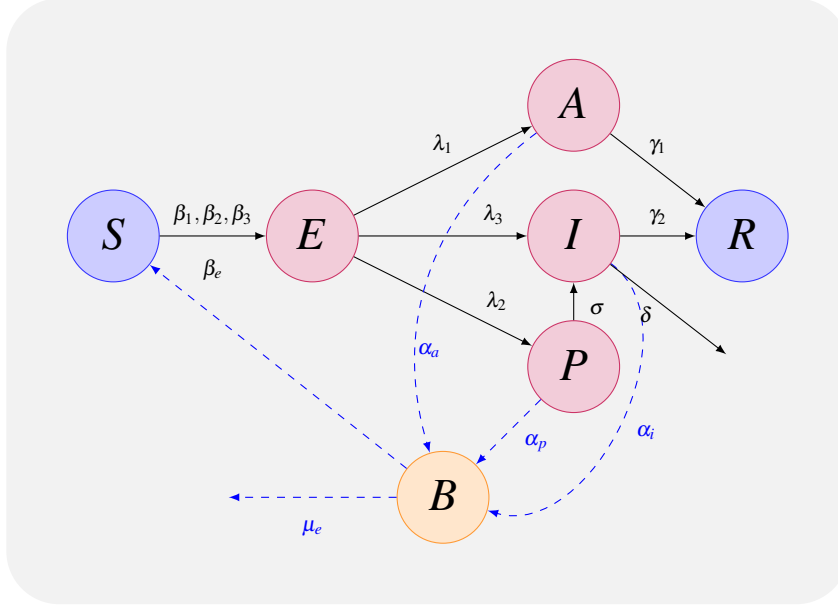 A
λ₁
γ₁
β₁, β₂, β₃
λ₃
γ₂
S
E
I
R
βₑ
λ₂
σ
δ
αₐ
P
αₚ
αᵢ
B
μₑ